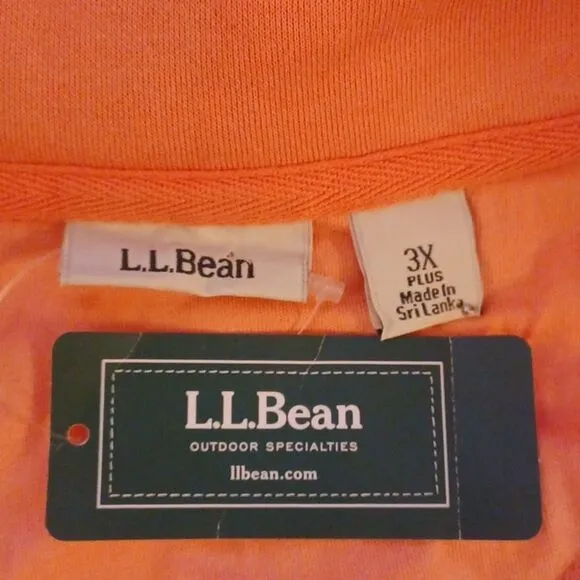 L.L.Bean
3X
PLUS
Made In
Sri Lanka
L.L.Bean
OUTDOOR SPECIALTIES
llbean.com